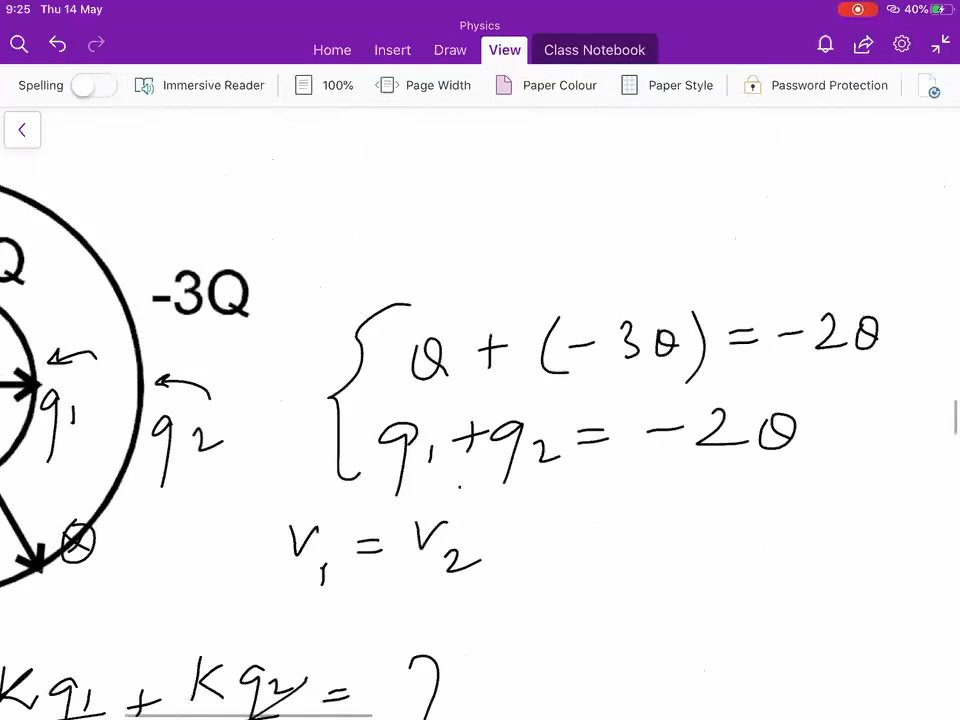 9:25 Thu 14 May
40%
Physics
Home Insert Draw View Class Notebook
Spelling Immersive Reader 100% Page Width Paper Colour Paper Style Password Protection
Q
-3Q
Q + (-3Q) = -2Q
q1
q2
q1 + q2 = -2Q
V1 = V2
Kq1 + Kq2 = ?